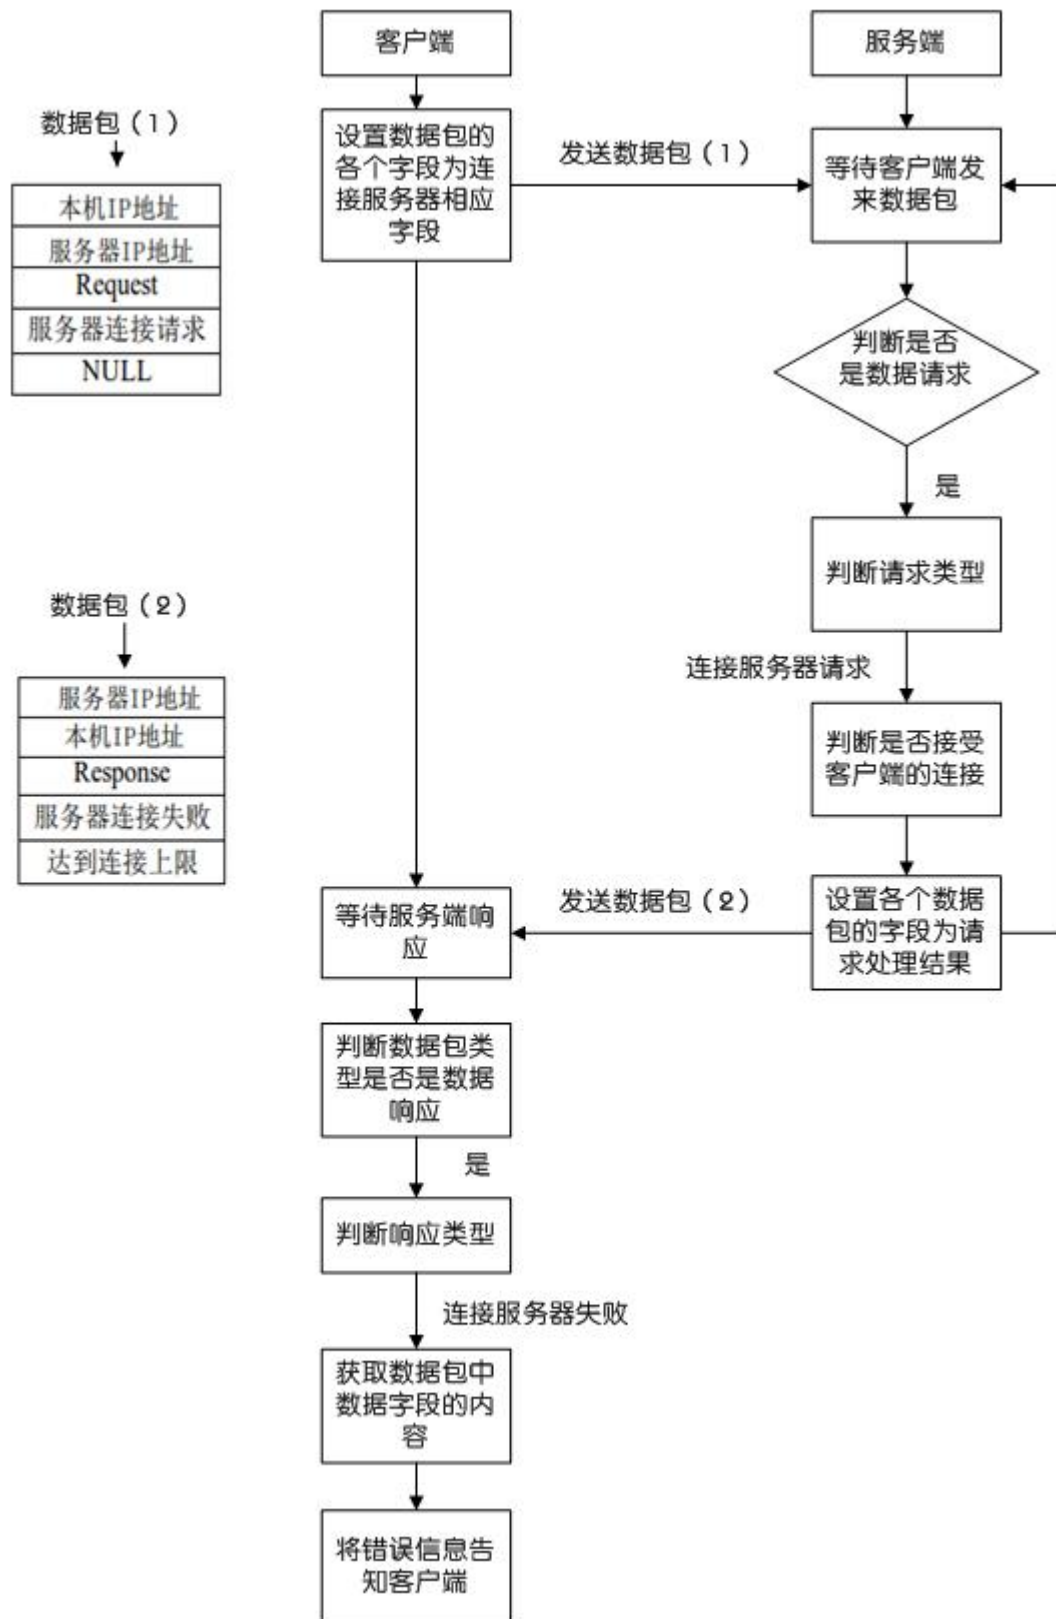 客户端
服务端
数据包（1）
本机IP地址
服务器IP地址
Request
服务器连接请求
NULL
设置数据包的
各个字段为连
接服务器相应
字段
发送数据包（1）
等待客户端发
来数据包
判断是否
是数据请求
是
判断请求类型
连接服务器请求
判断是否接受
客户端的连接
数据包（2）
服务器IP地址
本机IP地址
Response
服务器连接失败
达到连接上限
设置各个数据
包的字段为请
求处理结果
发送数据包（2）
等待服务端响
应
判断数据包类
型是否是数据
响应
是
判断响应类型
连接服务器失败
获取数据包中
数据字段的内
容
将错误信息告
知客户端